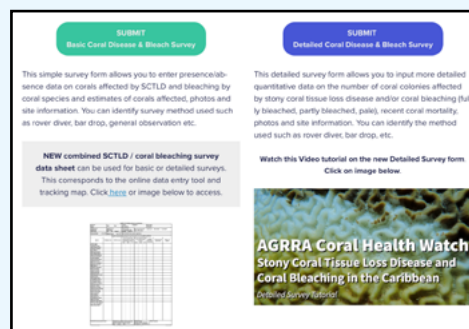 SUBMIT
Basic Coral Disease & Bleach Survey
This simple survey form allows you to enter presence/ab-
sence data on corals affected by SCTLD and bleaching by
coral species and estimates of corals affected, photos and
site information. You can identify survey method used such
as rover diver, bar drop, general observation etc.
NEW combined SCTLD / coral bleaching survey
data sheet can be used for basic or detailed surveys.
This corresponds to the online data entry tool and
tracking map. Click here or image below to access.
SUBMIT
Detailed Coral Disease & Bleach Survey
This detailed survey form allows you to input more detailed
quantitative data on the number of coral colonies affected
by stony coral tissue loss disease and/or coral bleaching (ful
ly bleached, partly bleached, pale), recent coral mortality,
photos and site information. You can identify the method
used such as rover diver, bar drop, etc.
Watch this Video tutorial on the new Detailed Survey form.
Click on image below.
AGRRA Coral Health Watch
Stony Coral Tissue Loss Disease and
Coral Bleaching in the Caribbean
Detailed Survey Tutorial